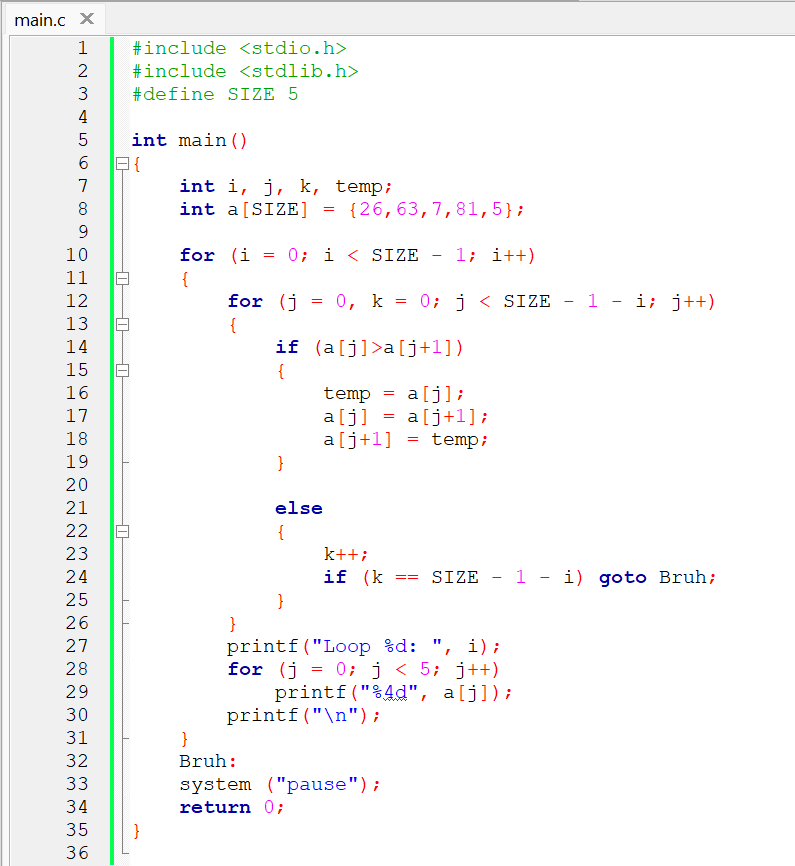 main.c ✕
1 #include <stdio.h>
2 #include <stdlib.h>
3 #define SIZE 5
4
5 int main()
6 {
7     int i, j, k, temp;
8     int a[SIZE] = {26,63,7,81,5};
9
10     for (i = 0; i < SIZE - 1; i++)
11     {
12         for (j = 0, k = 0; j < SIZE - 1 - i; j++)
13         {
14             if (a[j]>a[j+1])
15             {
16                 temp = a[j];
17                 a[j] = a[j+1];
18                 a[j+1] = temp;
19             }
20
21             else
22             {
23                 k++;
24                 if (k == SIZE - 1 - i) goto Bruh;
25             }
26         }
27         printf("Loop %d: ", i);
28         for (j = 0; j < 5; j++)
29             printf("%4d", a[j]);
30         printf("\n");
31     }
32     Bruh:
33     system ("pause");
34     return 0;
35 }
36